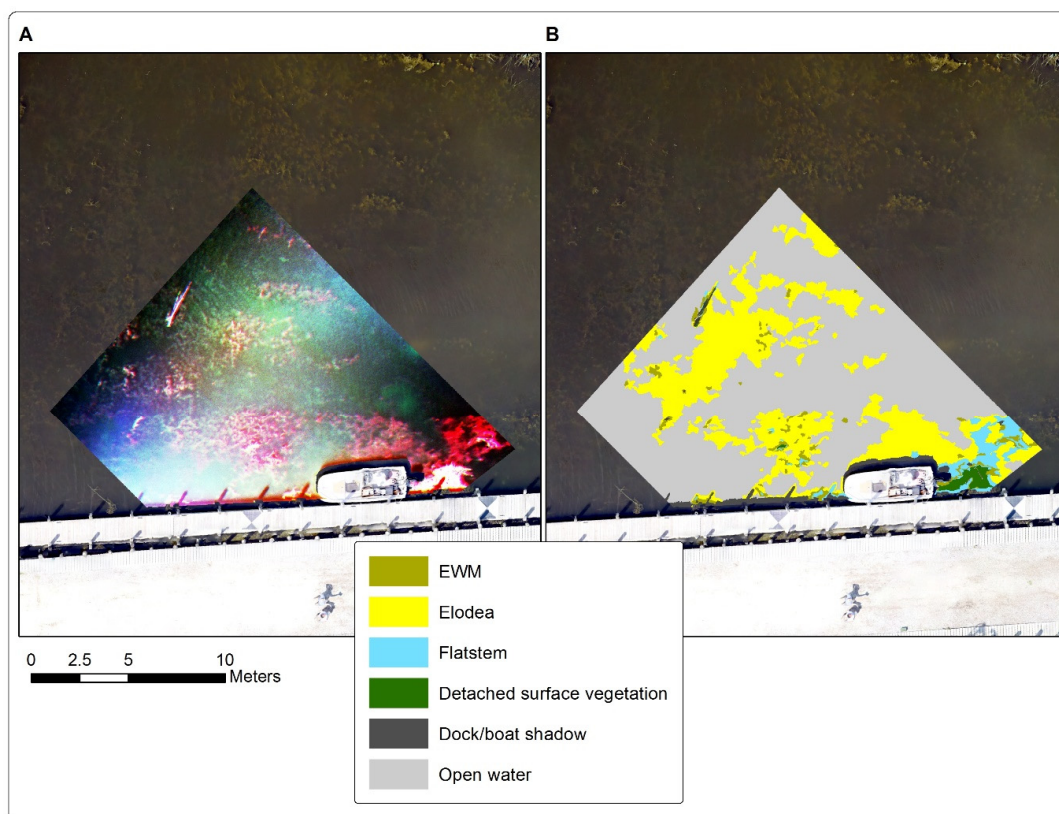 A
B
EWM
Elodea
Flatstem
Detached surface vegetation
Dock/boat shadow
Open water
0 2.5 5 10
Meters